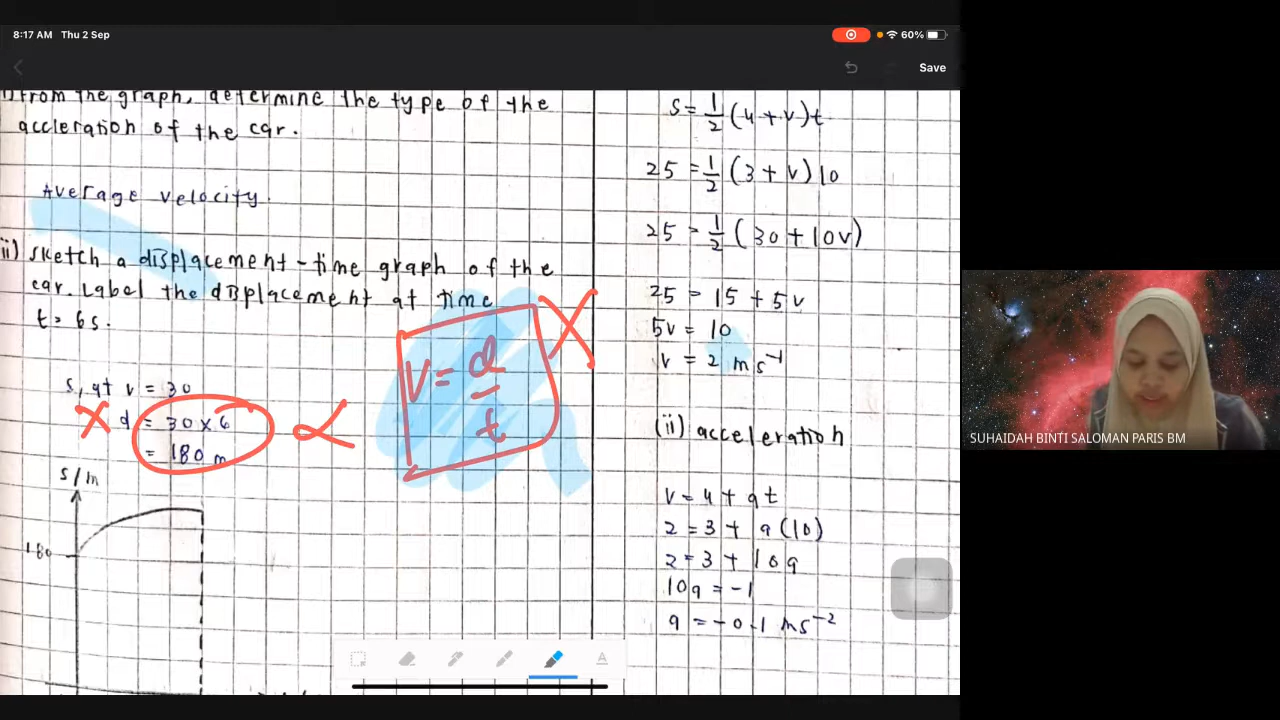 8:17 AM Thu 2 Sep
60%
Save
i) from the graph, determine the type of the
accleration of the car.
Average velocity.
ii) sketch a displacement-time graph of the
car. Label the displacement at time
t = 6s.
s, at v = 30
d = 30 x 6
= 180 m
s/m
180
V = d
t
s = 1/2 (u + v)t
25 = 1/2 (3 + v) 10
25 = 1/2 (30 + 10v)
25 = 15 + 5v
5v = 10
v = 2 ms⁻¹
(ii) acceleration
v = u + at
2 = 3 + a(10)
2 = 3 + 10a
10a = -1
a = -0.1 ms⁻²
A
SUHAIDAH BINTI SALOMAN PARIS BM